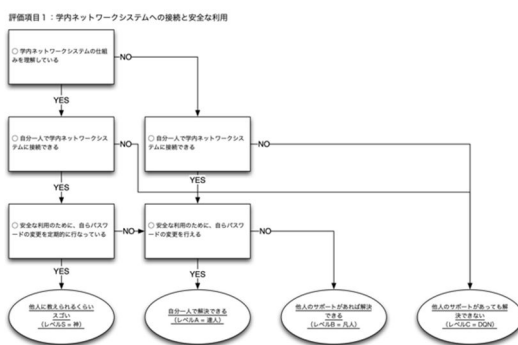 評価項目1：学内ネットワークシステムへの接続と安全な利用
○ 学内ネットワークシステムの仕組
みを理解している
NO
YES
○ 自分一人で学内ネットワークシス
テムに接続できる
NO
○ 自分一人で学内ネットワークシス
テムに接続できる
NO
YES
YES
○ 安全な利用のために、自らパスワ
ードの変更を定期的に行なっている
NO
○ 安全な利用のために、自らパスワ
ードの変更を行える
NO
YES
YES
他人に教えられるくらい
スゴい
（レベルS = 神）
自分一人で解決できる
（レベルA = 達人）
他人のサポートがあれば解決
できる
（レベルB = 凡人）
他人のサポートがあっても解
決できない
（レベルC = DQN）